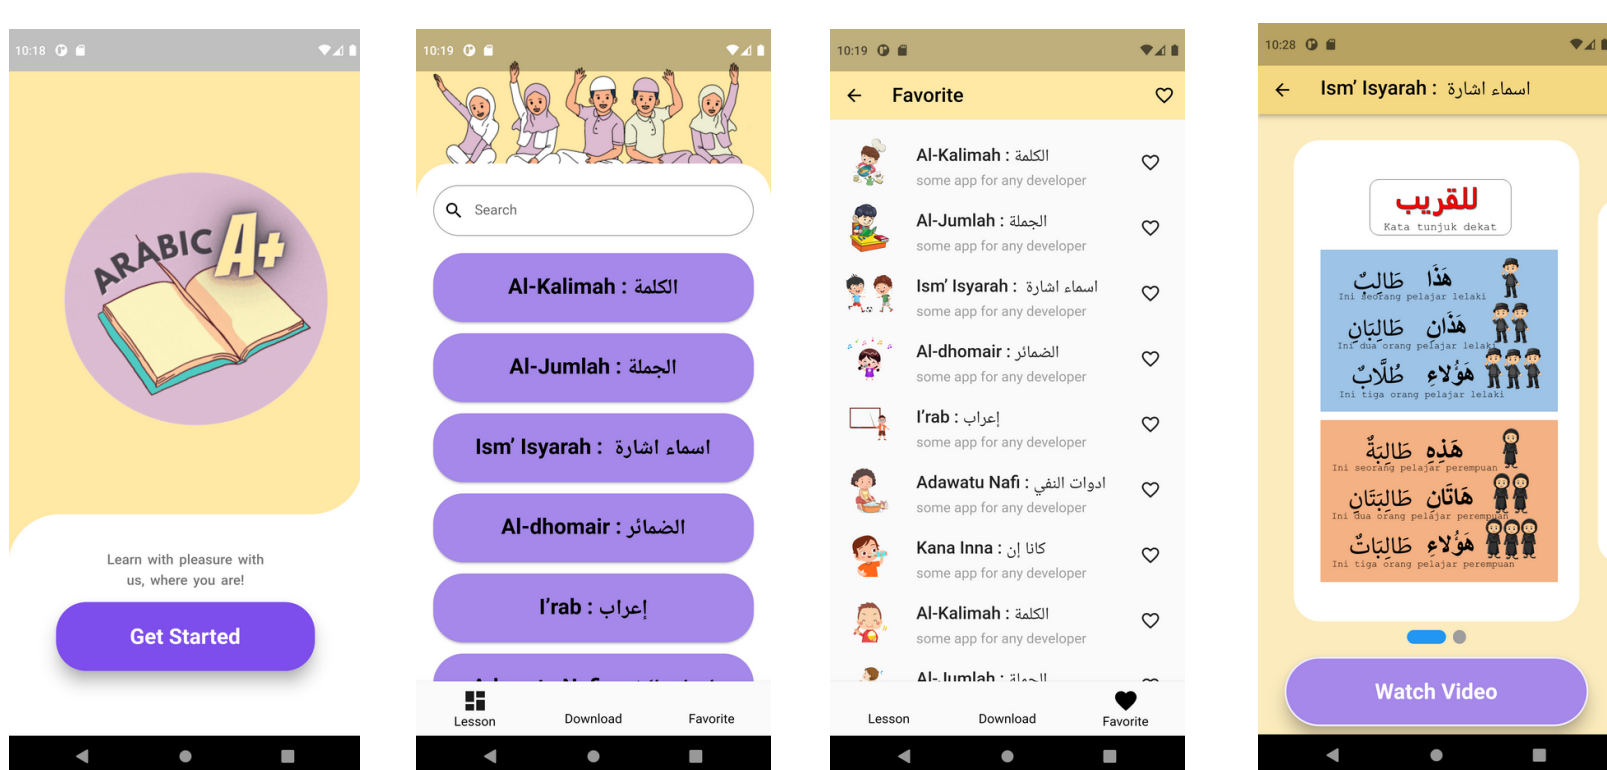 10:18
ARABIC A+
Learn with pleasure with
us, where you are!
Get Started
10:19
Search
Al-Kalimah : الكلمة
Al-Jumlah : الجملة
Ism' Isyarah : اسماء اشارة
Al-dhomair : الضمائر
I'rab : إعراب
Lesson
Download
Favorite
10:19
Favorite
Al-Kalimah : الكلمة
some app for any developer
Al-Jumlah : الجملة
some app for any developer
Ism' Isyarah : اسماء اشارة
some app for any developer
Al-dhomair : الضمائر
some app for any developer
I'rab : إعراب
some app for any developer
Adawatu Nafi : ادوات النفي
some app for any developer
Kana Inna : كانا إن
some app for any developer
Al-Kalimah : الكلمة
some app for any developer
Al-Jumlah : الجملة
Lesson
Download
Favorite
10:28
Ism' Isyarah : اسماء اشارة
للقريب
Kata tunjuk dekat
هَذَا طَالِبٌ
Ini seorang pelajar lelaki
هَذَانِ طَالِبَانِ
Ini dua orang pelajar lelaki
هَؤُلاءِ طُلَّابٌ
Ini tiga orang pelajar lelaki
هَذِهِ طَالِبَةٌ
Ini seorang pelajar perempuan
هَاتَانِ طَالِبَتَانِ
Ini dua orang pelajar perempuan
هَؤُلاءِ طَالِبَاتٌ
Ini tiga orang pelajar perempuan
Watch Video